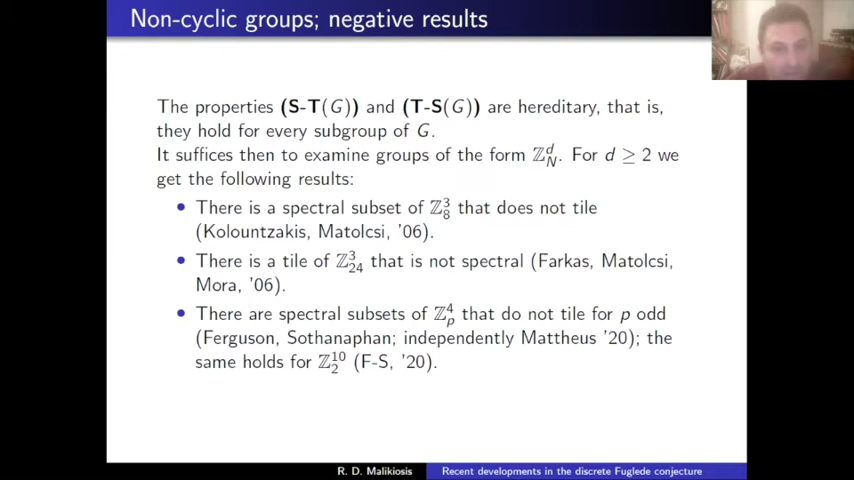 Non-cyclic groups; negative results
The properties (S-T(G)) and (T-S(G)) are hereditary, that is,
they hold for every subgroup of G.
It suffices then to examine groups of the form ℤ_N^d. For d ≥ 2 we
get the following results:
• There is a spectral subset of ℤ_8^3 that does not tile
(Kolountzakis, Matolcsi, '06).
• There is a tile of ℤ_24^3 that is not spectral (Farkas, Matolcsi,
Mora, '06).
• There are spectral subsets of ℤ_p^4 that do not tile for p odd
(Ferguson, Sothanaphan; independently Mattheus '20); the
same holds for ℤ_2^10 (F-S, '20).
R. D. Malikiosis Recent developments in the discrete Fuglede conjecture